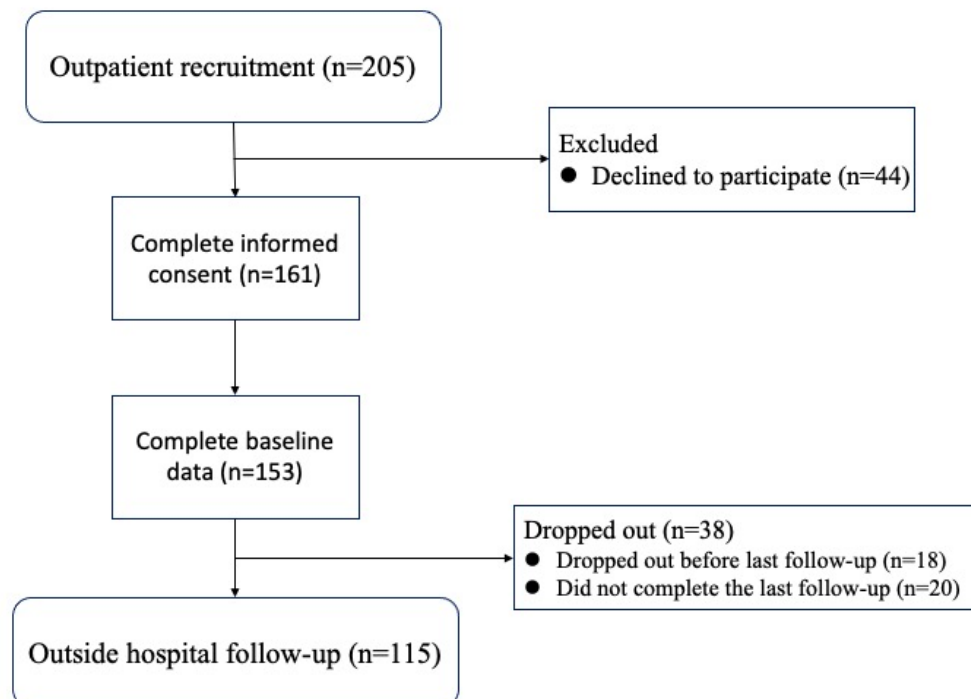 Outpatient recruitment (n=205)
Excluded
● Declined to participate (n=44)
Complete informed
consent (n=161)
Complete baseline
data (n=153)
Dropped out (n=38)
● Dropped out before last follow-up (n=18)
● Did not complete the last follow-up (n=20)
Outside hospital follow-up (n=115)